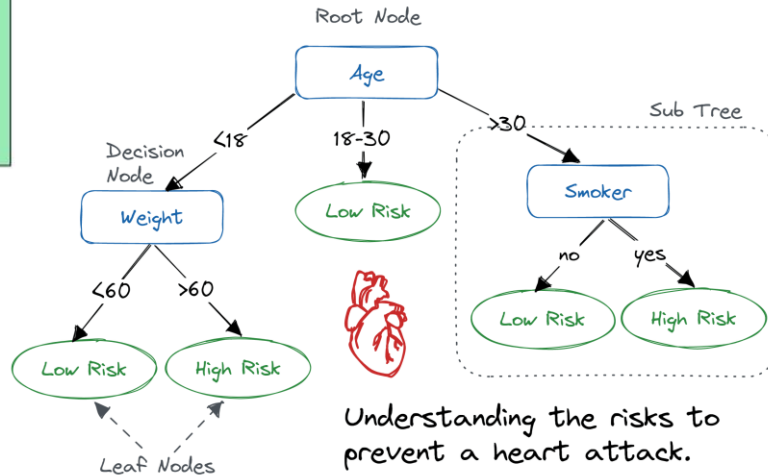 Root Node
Age
<18
18-30
>30
Sub Tree
Decision
Node
Weight
Low Risk
Smoker
<60
>60
no
yes
Low Risk
High Risk
Low Risk
High Risk
Understanding the risks to
prevent a heart attack.
Leaf Nodes